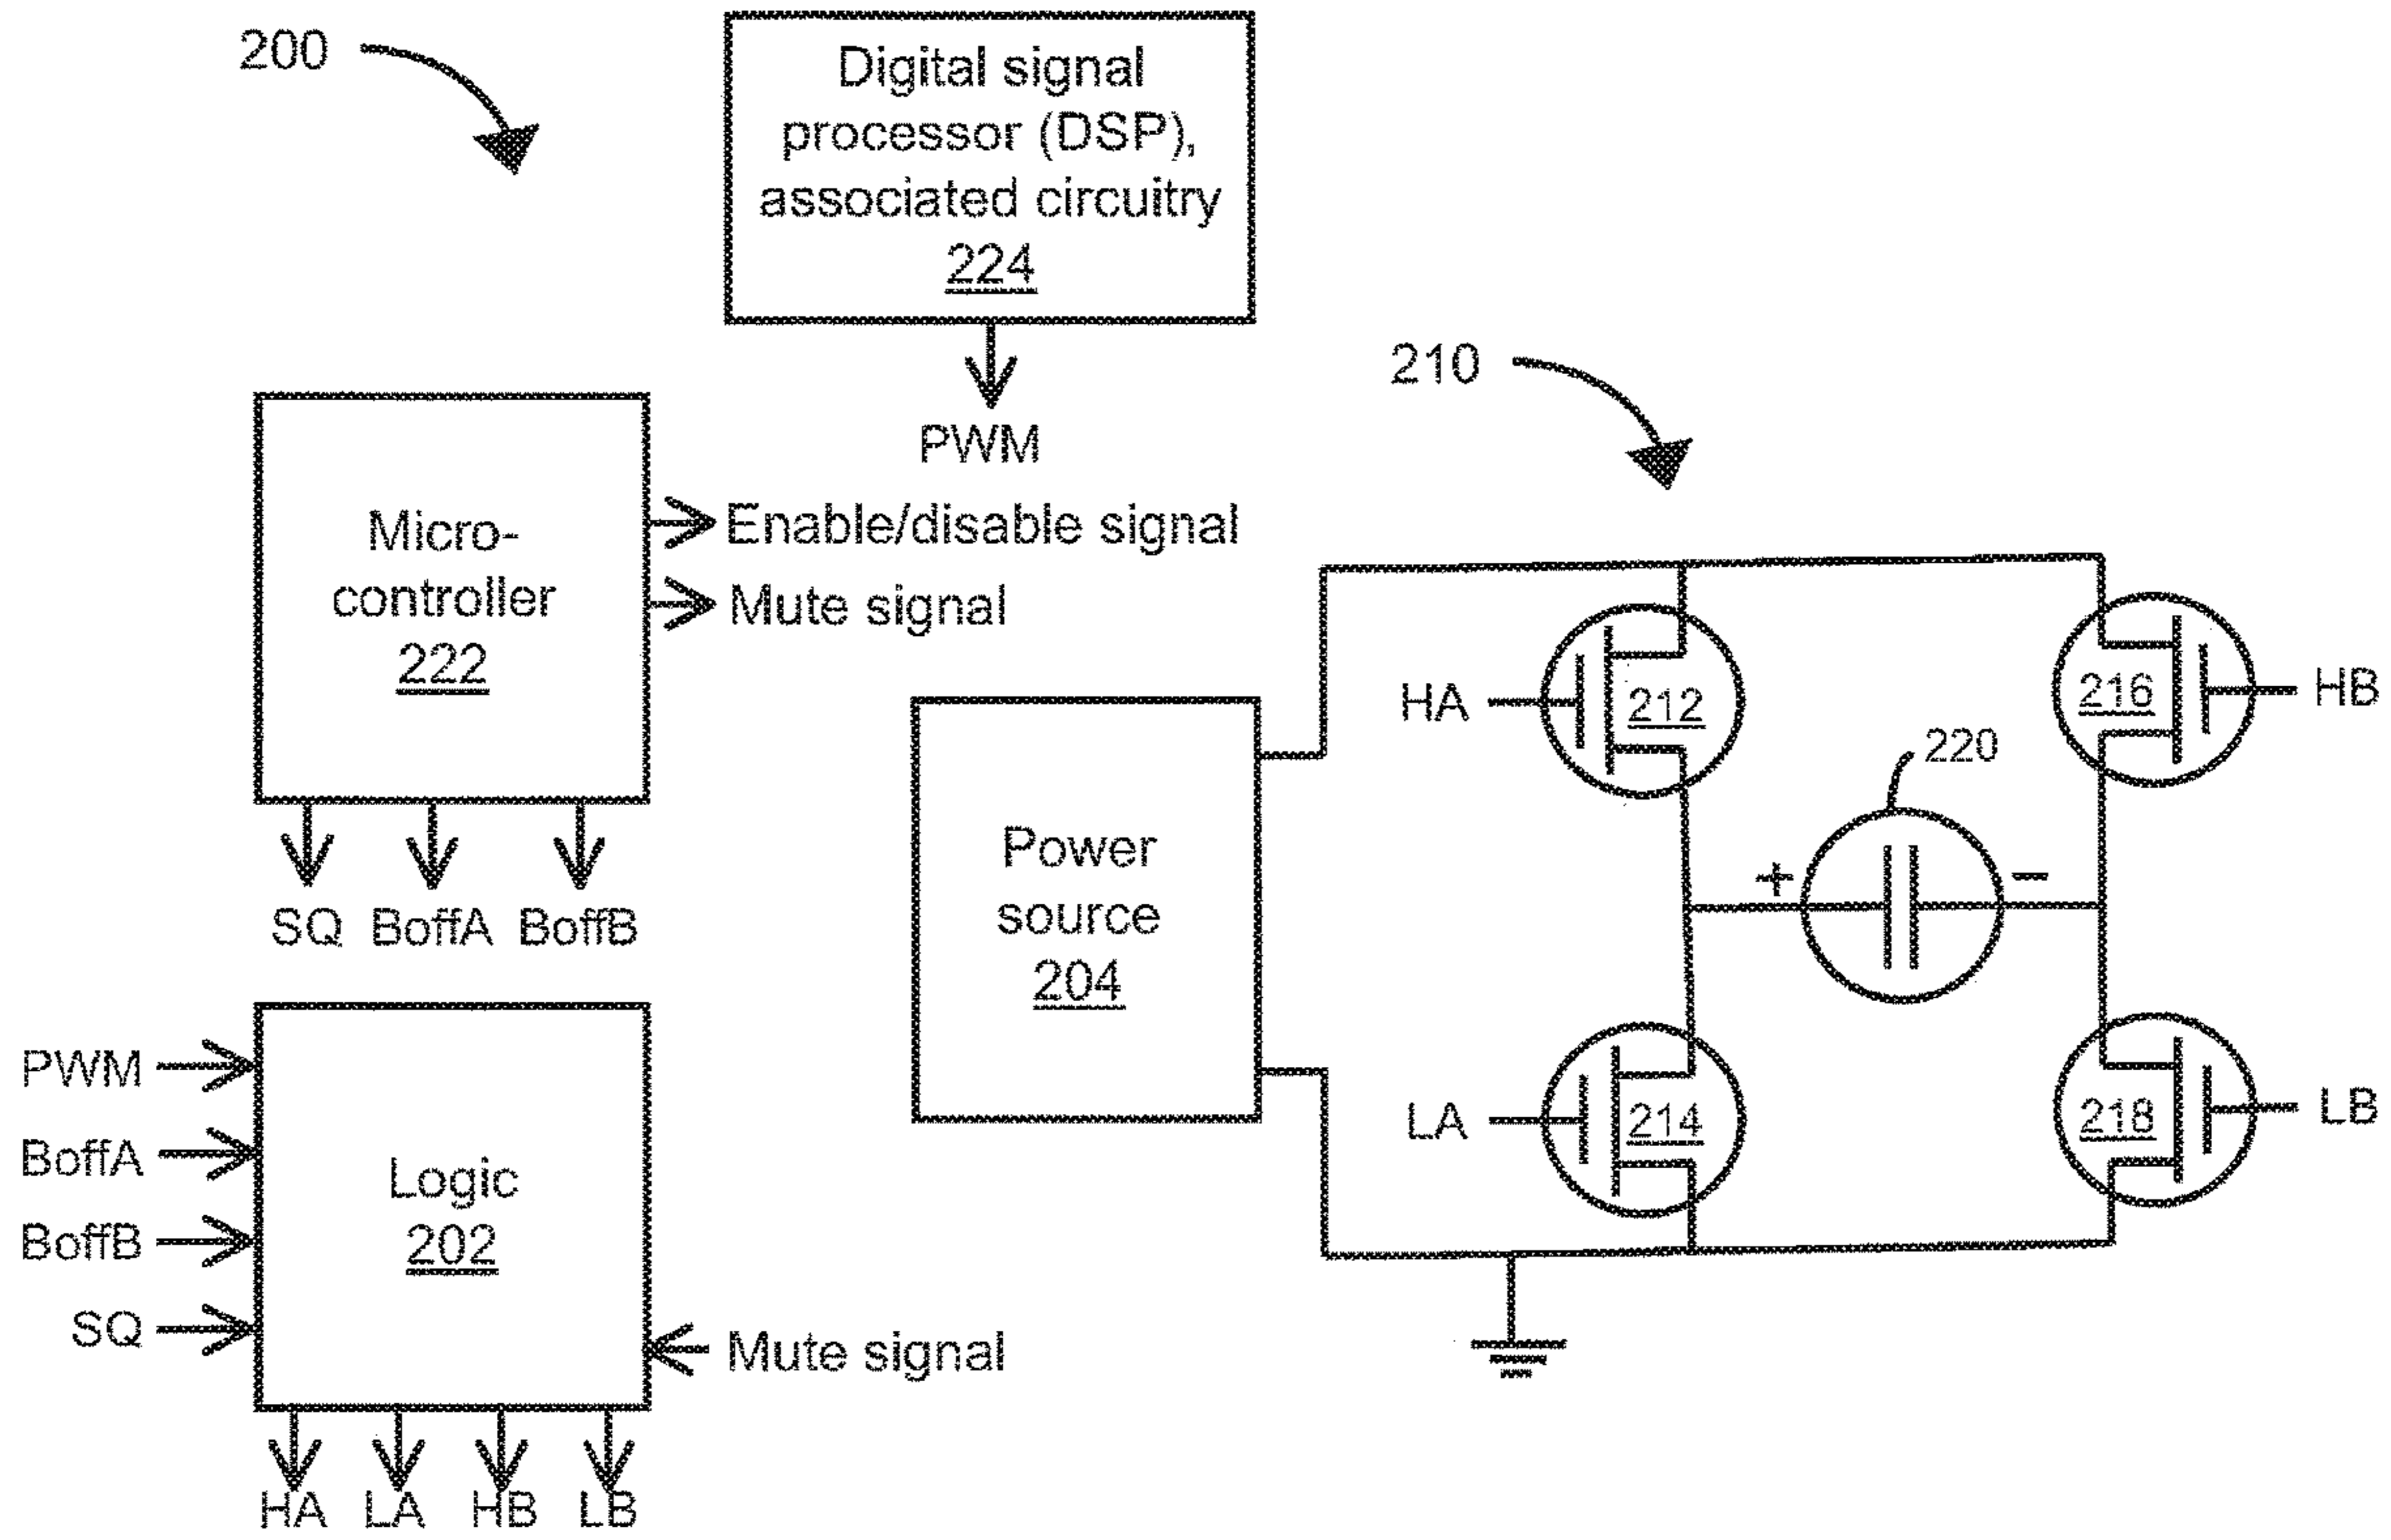 200
Digital signal
processor (DSP),
associated circuitry
224
PWM
210
Micro-
controller
222
Enable/disable signal
Mute signal
SQ BoffA BoffB
Power
source
204
HA
212
216
HB
220
+
−
LA
214
218
LB
PWM
BoffA
BoffB
SQ
Logic
202
Mute signal
HA LA HB LB